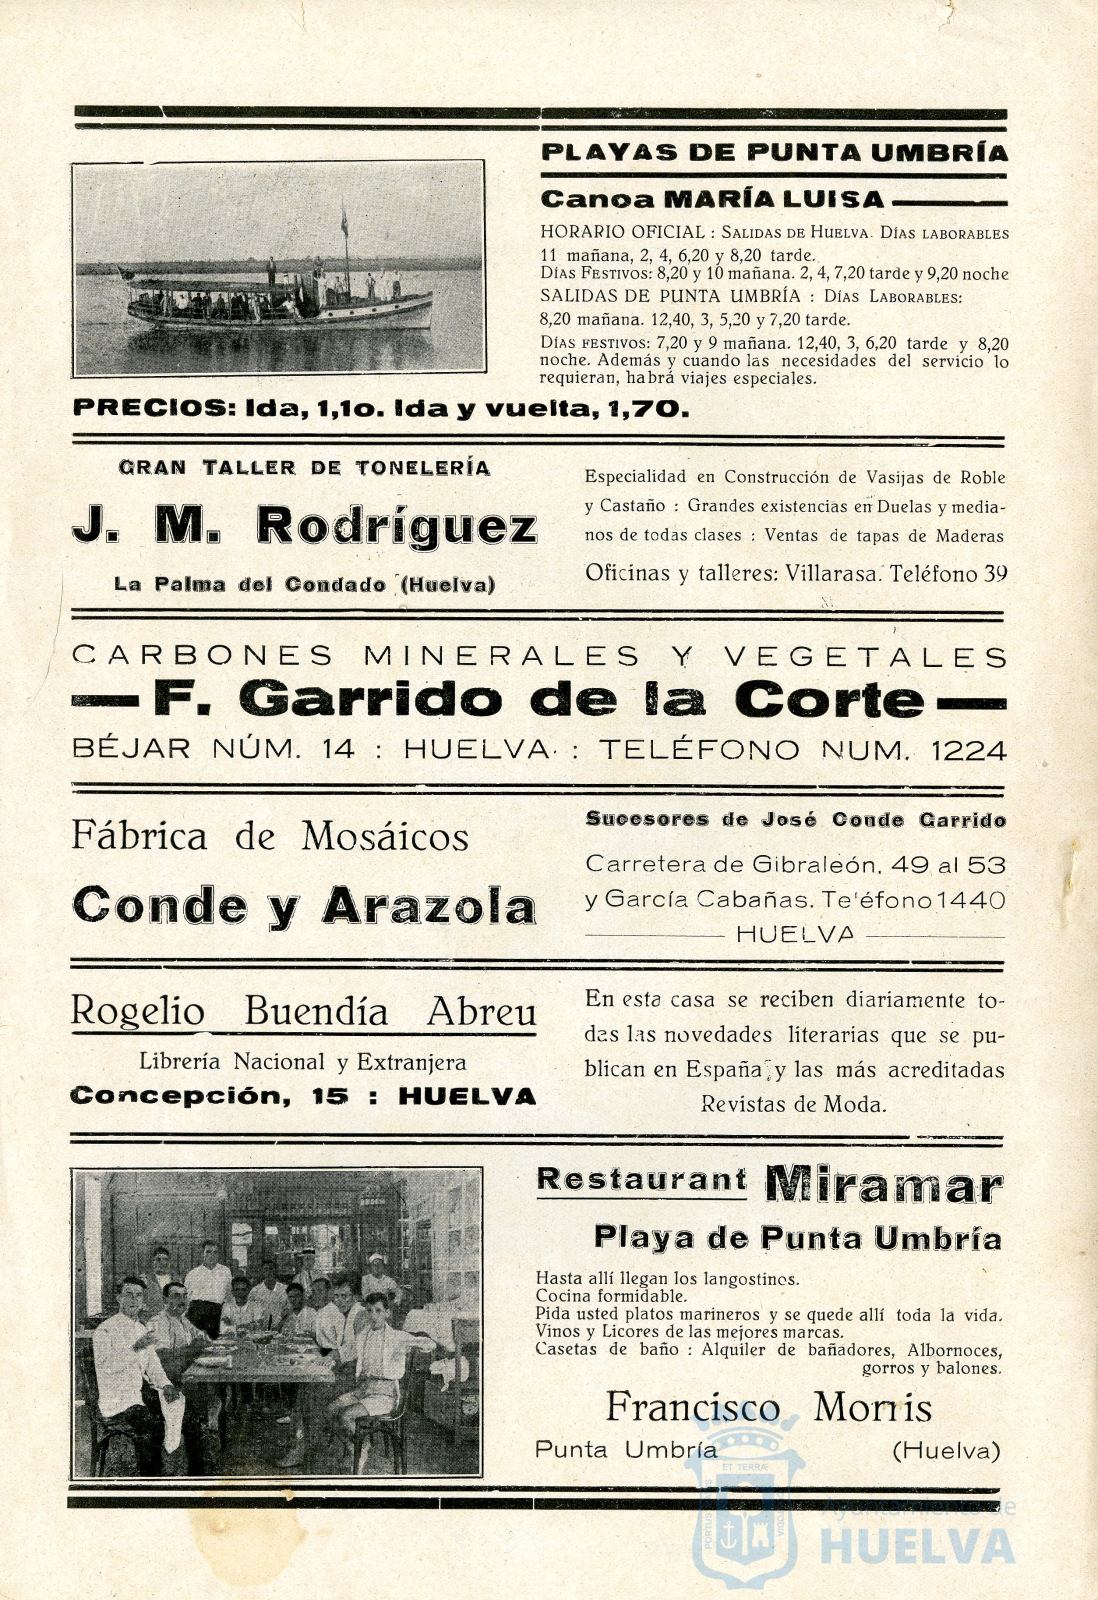 PLAYAS DE PUNTA UMBRÍA
Canoa MARÍA LUISA
HORARIO OFICIAL : SALIDAS DE HUELVA. DÍAS LABORABLES
11 mañana, 2, 4, 6,20 y 8,20 tarde.
DÍAS FESTIVOS: 8,20 y 10 mañana. 2, 4, 7,20 tarde y 9,20 noche
SALIDAS DE PUNTA UMBRÍA : DÍAS LABORABLES:
8,20 mañana. 12,40, 3, 5,20 y 7,20 tarde.
DÍAS FESTIVOS: 7,20 y 9 mañana. 12,40, 3, 6,20 tarde y 8,20
noche. Además y cuando las necesidades del servicio lo
requieran, habrá viajes especiales.
PRECIOS: Ida, 1,10. Ida y vuelta, 1,70.
GRAN TALLER DE TONELERÍA
J. M. Rodríguez
La Palma del Condado (Huelva)
Especialidad en Construcción de Vasijas de Roble
y Castaño : Grandes existencias en Duelas y media-
nos de todas clases : Ventas de tapas de Maderas
Oficinas y talleres: Villarasa. Teléfono 39
CARBONES MINERALES Y VEGETALES
F. Garrido de la Corte
BÉJAR NÚM. 14 : HUELVA : TELÉFONO NUM. 1224
Fábrica de Mosáicos
Conde y Arazola
Sucesores de José Conde Garrido
Carretera de Gibraleón, 49 al 53
y García Cabañas. Te'éfono 1440
HUELVA
Rogelio Buendía Abreu
Librería Nacional y Extranjera
Concepción, 15 : HUELVA
En esta casa se reciben diariamente to-
das las novedades literarias que se pu-
blican en España y las más acreditadas
Revistas de Moda.
Restaurant Miramar
Playa de Punta Umbría
Hasta allí llegan los langostinos.
Cocina formidable.
Pida usted platos marineros y se quede allí toda la vida.
Vinos y Licores de las mejores marcas.
Casetas de baño : Alquiler de bañadores, Albornoces,
gorros y balones.
Francisco Morris
Punta Umbría (Huelva)
ET TERRA
PORTUS
CUSTODIA
Ayuntamiento de
HUELVA